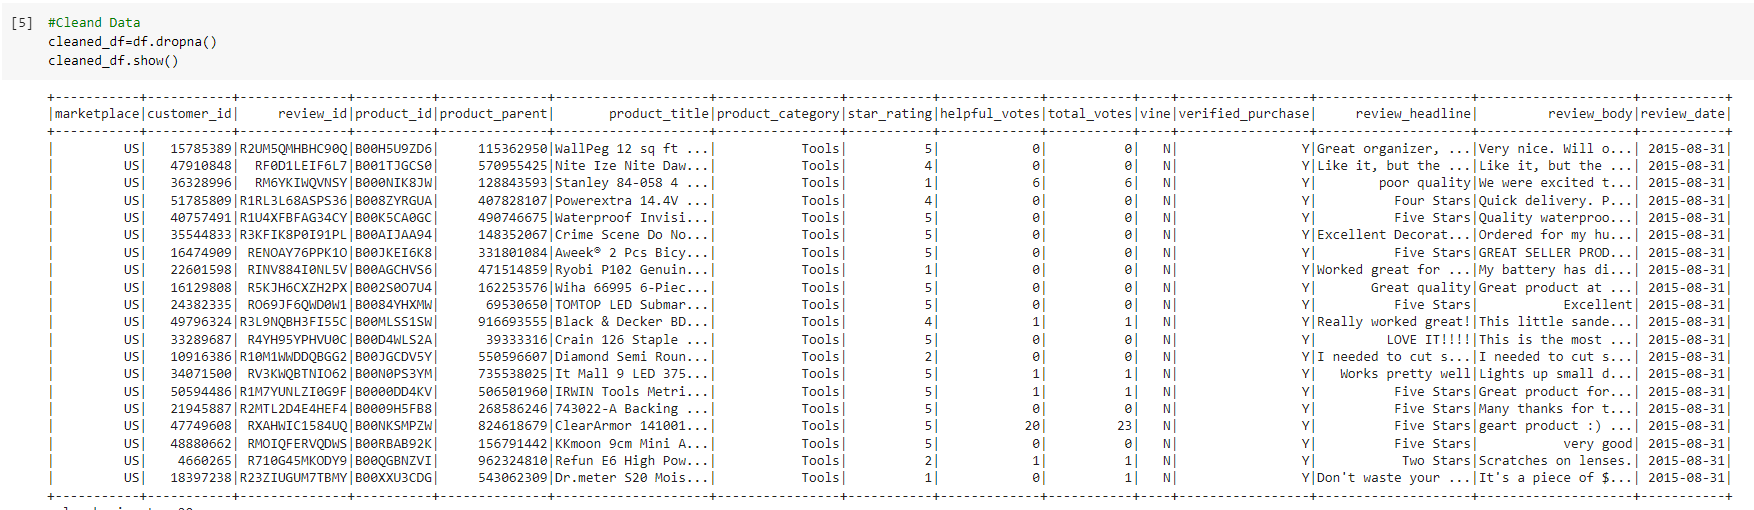 [5] #Cleand Data
cleaned_df=df.dropna()
cleaned_df.show()
+-----------+-----------+--------------+----------+--------------+--------------------+----------------+-----------+-------------+-----------+----+-----------------+--------------------+--------------------+-----------+
|marketplace|customer_id|     review_id|product_id|product_parent|       product_title|product_category|star_rating|helpful_votes|total_votes|vine|verified_purchase|     review_headline|         review_body|review_date|
+-----------+-----------+--------------+----------+--------------+--------------------+----------------+-----------+-------------+-----------+----+-----------------+--------------------+--------------------+-----------+
|         US|   15785389|R2UM5QMHBHC90Q|B00H5U9ZD6|     115362950|WallPeg 12 sq ft ...|           Tools|          5|            0|          0|   N|                Y|Great organizer, ...|Very nice. Will o...| 2015-08-31|
|         US|   47910848| RF0D1LEIF6L7|B001TJGCS0|     570955425|Nite Ize Nite Daw...|           Tools|          4|            0|          0|   N|                Y|Like it, but the ...|Like it, but the ...| 2015-08-31|
|         US|   36328996| RM6YKIWQVNSY|B000NIK8JW|     128843593|Stanley 84-058 4 ...|           Tools|          1|            6|          6|   N|                Y|        poor quality|We were excited t...| 2015-08-31|
|         US|   51785809|R1RL3L68ASPS36|B008ZYRGUA|     407828107|Powerextra 14.4V ...|           Tools|          4|            0|          0|   N|                Y|          Four Stars|Quick delivery. P...| 2015-08-31|
|         US|   40757491|R1U4XFBFAG34CY|B00K5CA0GC|     490746675|Waterproof Invisi...|           Tools|          5|            0|          0|   N|                Y|          Five Stars|Quality waterproo...| 2015-08-31|
|         US|   35544833|R3KFIK8P0I91PL|B00AIJAA94|     148352067|Crime Scene Do No...|           Tools|          5|            0|          0|   N|                Y|Excellent Decorat...|Ordered for my hu...| 2015-08-31|
|         US|   16474909| RENOAY76PPK1O|B00JKEI6K8|     331801084|Aweek® 2 Pcs Bicy...|           Tools|          5|            0|          0|   N|                Y|          Five Stars|GREAT SELLER PROD...| 2015-08-31|
|         US|   22601598| RINV884I0NL5V|B00AGCHVS6|     471514859|Ryobi P102 Genuin...|           Tools|          1|            0|          0|   N|                Y|Worked great for ...|My battery has di...| 2015-08-31|
|         US|   16129808| R5KJH6CXZH2PX|B002S0O7U4|     162253576|Wiha 66995 6-Piec...|           Tools|          5|            0|          0|   N|                Y|       Great quality|Great product at ...| 2015-08-31|
|         US|   24382335| RO69JF6QWD0W1|B0084YHXMW|      69530650|TOMTOP LED Submar...|           Tools|          5|            0|          0|   N|                Y|          Five Stars|           Excellent| 2015-08-31|
|         US|   49796324|R3L9NQBH3FI55C|B00MLSS1SW|     916693555|Black & Decker BD...|           Tools|          4|            1|          1|   N|                Y|Really worked great!|This little sande...| 2015-08-31|
|         US|   33289687| R4YH95YPHVU0C|B00D4WLS2A|      39333316|Crain 126 Staple ...|           Tools|          5|            0|          0|   N|                Y|         LOVE IT!!!!|This is the most ...| 2015-08-31|
|         US|   10916386|R10M1WWDDQBGG2|B00JGCDV5Y|     550596607|Diamond Semi Roun...|           Tools|          2|            0|          0|   N|                Y|I needed to cut s...|I needed to cut s...| 2015-08-31|
|         US|   34071500| RV3KWQBTNIO62|B00N0PS3YM|     735538025|It Mall 9 LED 375...|           Tools|          5|            1|          1|   N|                Y|   Works pretty well|Lights up small d...| 2015-08-31|
|         US|   50594486|R1M7YUNLZI0G9F|B0000DD4KV|     506501960|IRWIN Tools Metri...|           Tools|          5|            1|          1|   N|                Y|          Five Stars|Great product for...| 2015-08-31|
|         US|   21945887|R2MTL2D4E4HEF4|B0009H5FB8|     268586246|743022-A Backing ...|           Tools|          5|            0|          0|   N|                Y|          Five Stars|Many thanks for t...| 2015-08-31|
|         US|   47749608|RXAHWIC1584UQ|B00NKSMPZW|     824618679|ClearArmor 141001...|           Tools|          5|           20|         23|   N|                Y|          Five Stars|geart product :) ...| 2015-08-31|
|         US|   48880662| RMOIQFERVQDWS|B00RBAB92K|     156791442|KKmoon 9cm Mini A...|           Tools|          5|            0|          0|   N|                Y|          Five Stars|           very good| 2015-08-31|
|         US|    4660265| R710G45MKODY9|B00QGBNZVI|     962324810|Refun E6 High Pow...|           Tools|          2|            1|          1|   N|                Y|           Two Stars|Scratches on lenses.| 2015-08-31|
|         US|   18397238|R23ZIUGUM7TBMY|B00XXU3CDG|     543062309|Dr.meter S20 Mois...|           Tools|          1|            0|          1|   N|                Y|Don't waste your ...|It's a piece of $...| 2015-08-31|
+-----------+-----------+--------------+----------+--------------+--------------------+----------------+-----------+-------------+-----------+----+-----------------+--------------------+--------------------+-----------+